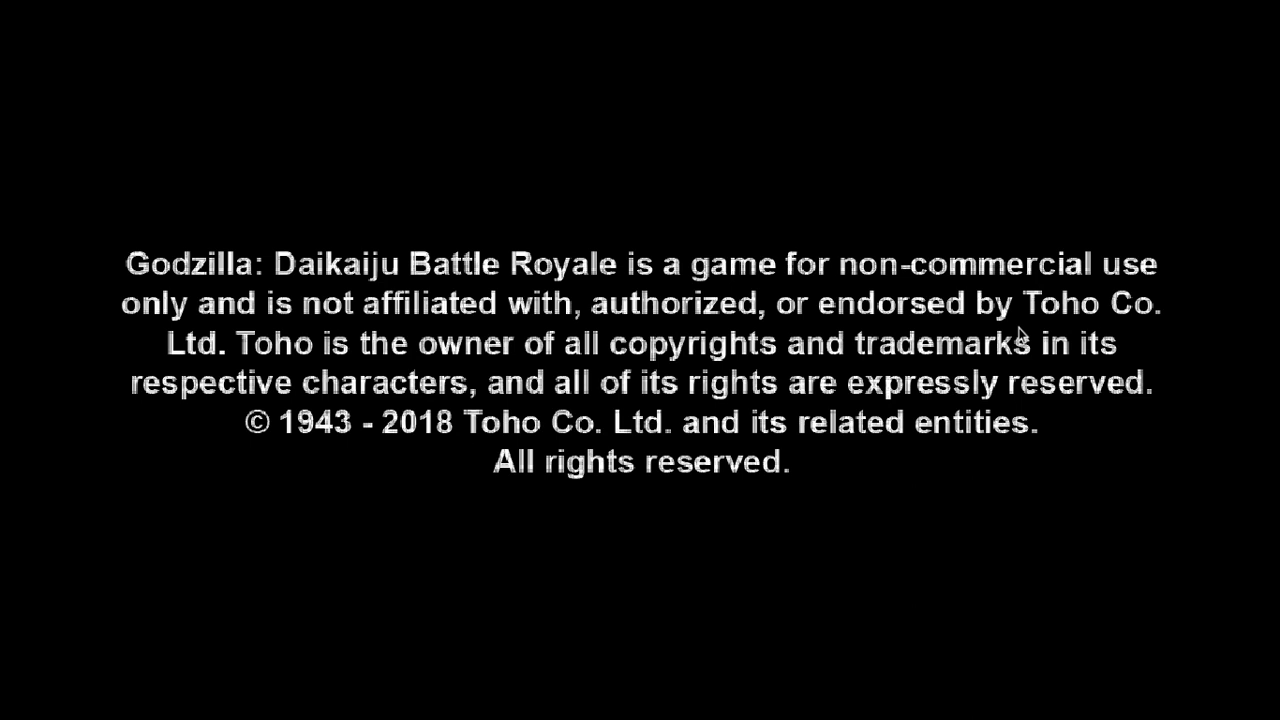 Godzilla: Daikaiju Battle Royale is a game for non-commercial use
only and is not affiliated with, authorized, or endorsed by Toho Co.
Ltd. Toho is the owner of all copyrights and trademarks in its
respective characters, and all of its rights are expressly reserved.
© 1943 - 2018 Toho Co. Ltd. and its related entities.
All rights reserved.